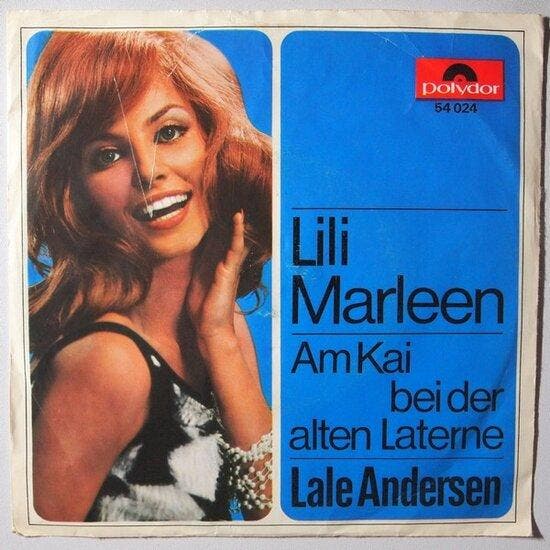 polydor
54 024
Lili
Marleen
Am Kai
bei der
alten Laterne
Lale Andersen